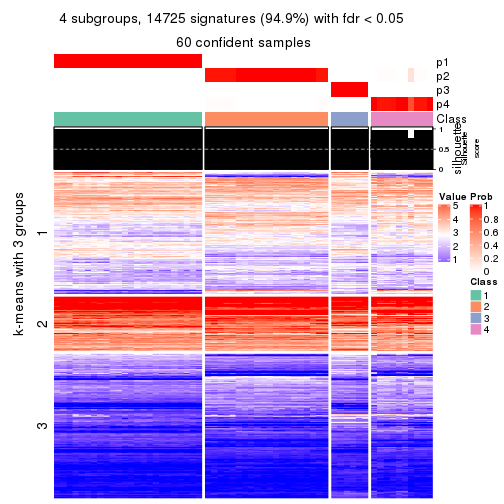 4 subgroups, 14725 signatures (94.9%) with fdr < 0.05
60 confident samples
p1
p2
p3
p4
Class
1
0.5
0
silhouette
Silhouette
score
k-means with 3 groups
1
2
3
Value
5
4
3
2
1
Prob
1
0.8
0.6
0.4
0.2
0
Class
1
2
3
4